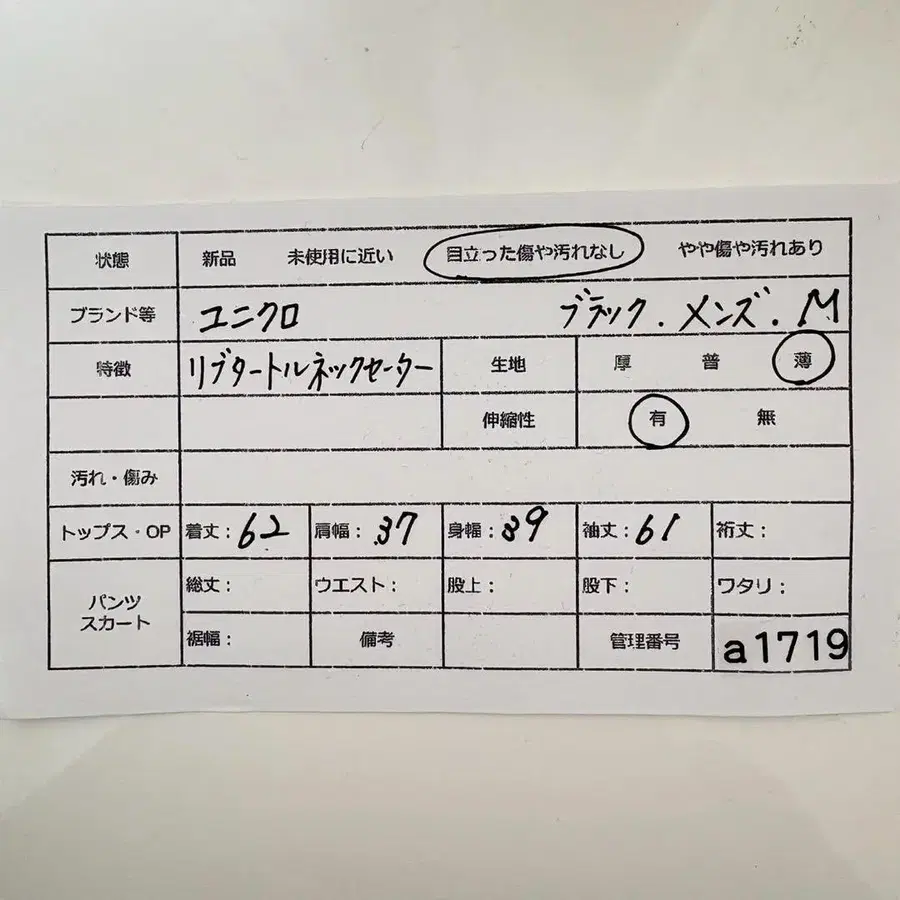 状態 新品 未使用に近い 目立った傷や汚れなし やや傷や汚れあり
ブランド等 ユニクロ ブラック.メンズ.M
特徴 リブタートルネックセーター 生地 厚 普 薄
伸縮性 有 無
汚れ・傷み
トップス・OP 着丈:62 肩幅:37 身幅:39 袖丈:61 裄丈:
パンツ
スカート
総丈: ウエスト: 股上: 股下: ワタリ:
裾幅: 備考 管理番号 a1719